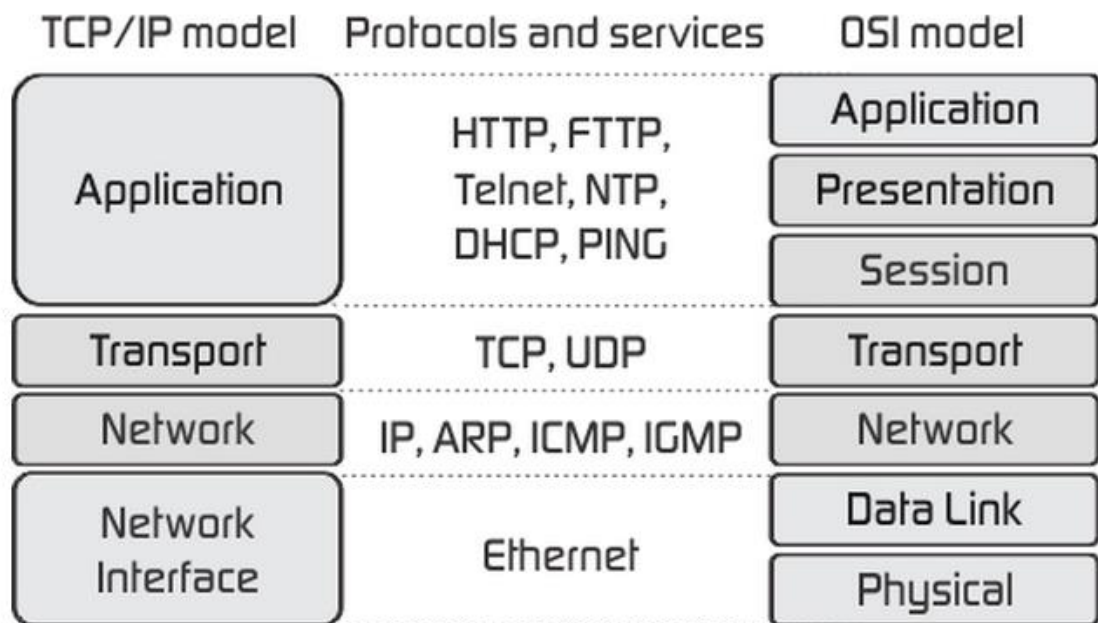 TCP/IP model Protocols and services OSI model
Application
HTTP, FTTP,
Telnet, NTP,
DHCP, PING
Application
Presentation
Session
Transport
TCP, UDP
Transport
Network
IP, ARP, ICMP, IGMP
Network
Network
Interface
Ethernet
Data Link
Physical